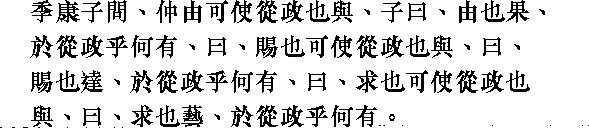 季康子問、仲由可使從政也與、子曰、由也果、
於從政乎何有、曰、賜也可使從政也與、曰、
賜也達、於從政乎何有、曰、求也可使從政也
與、曰、求也藝、於從政乎何有。